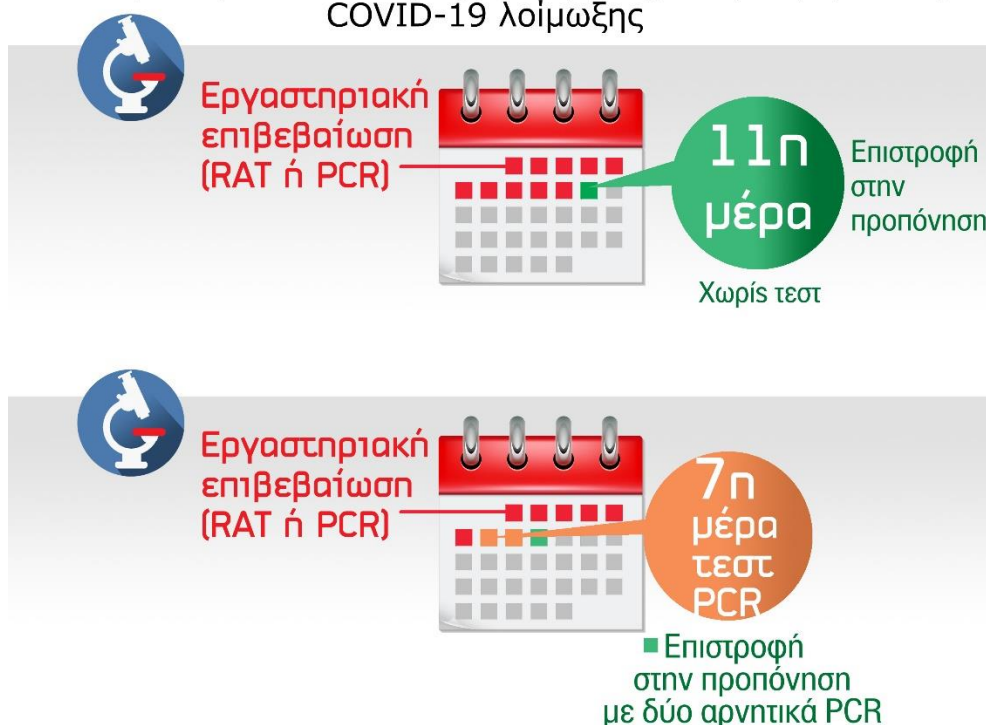 COVID-19 λοίμωξης
Εργαστηριακή
επιβεβαίωση
(RAT ή PCR)
11η
μέρα
Επιστροφή
στην
προπόνηση
Χωρίς τεστ
Εργαστηριακή
επιβεβαίωση
(RAT ή PCR)
7η
μέρα
τεστ
PCR
Επιστροφή
στην προπόνηση
με δύο αρνητικά PCR